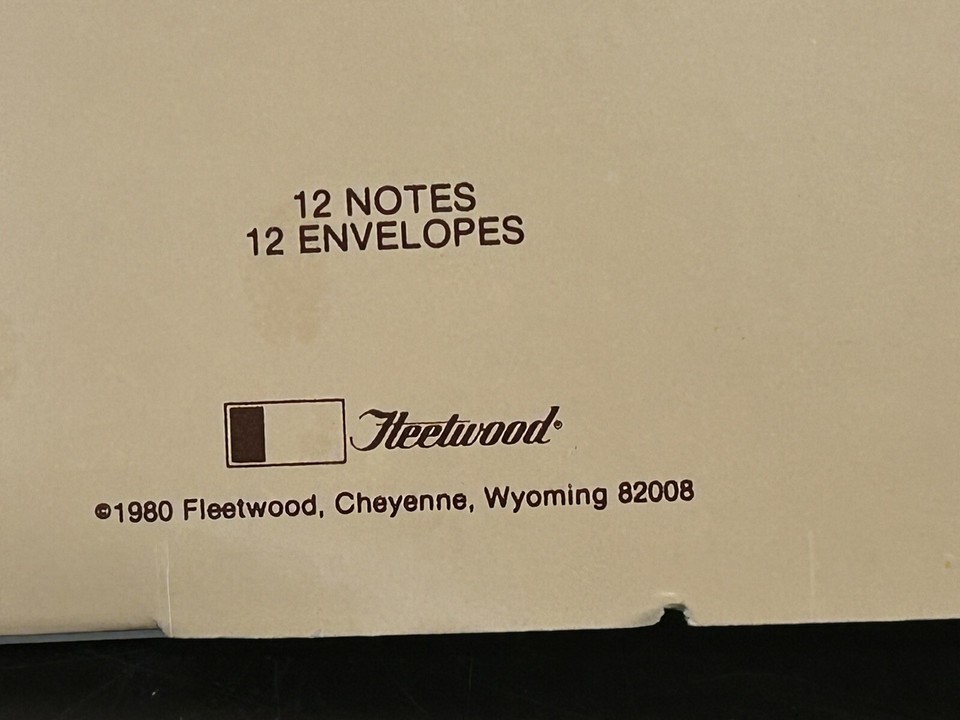 12 NOTES
12 ENVELOPES
Fleetwood®
©1980 Fleetwood, Cheyenne, Wyoming 82008